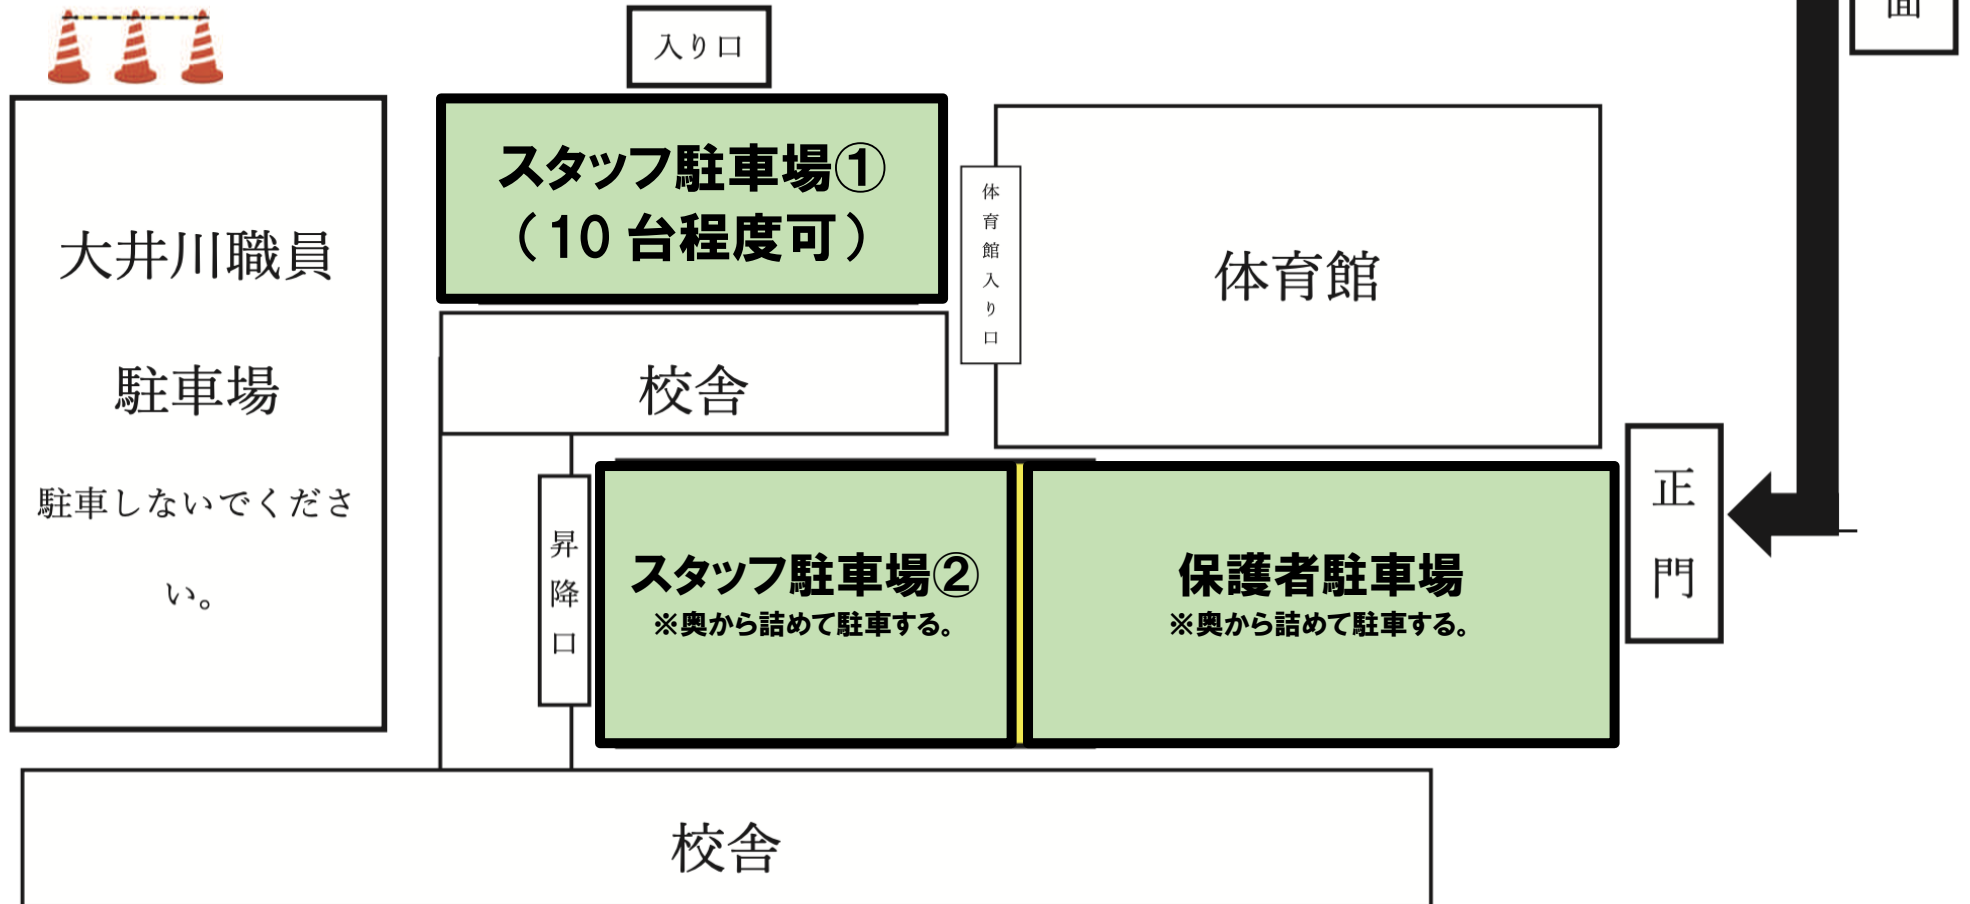 入り口
面
スタッフ駐車場①
（10 台程度可）
大井川職員
駐車場
駐車しないでくださ
い。
体育館入り口
体育館
校舎
昇降口
スタッフ駐車場②
※奥から詰めて駐車する。
保護者駐車場
※奥から詰めて駐車する。
正門
校舎